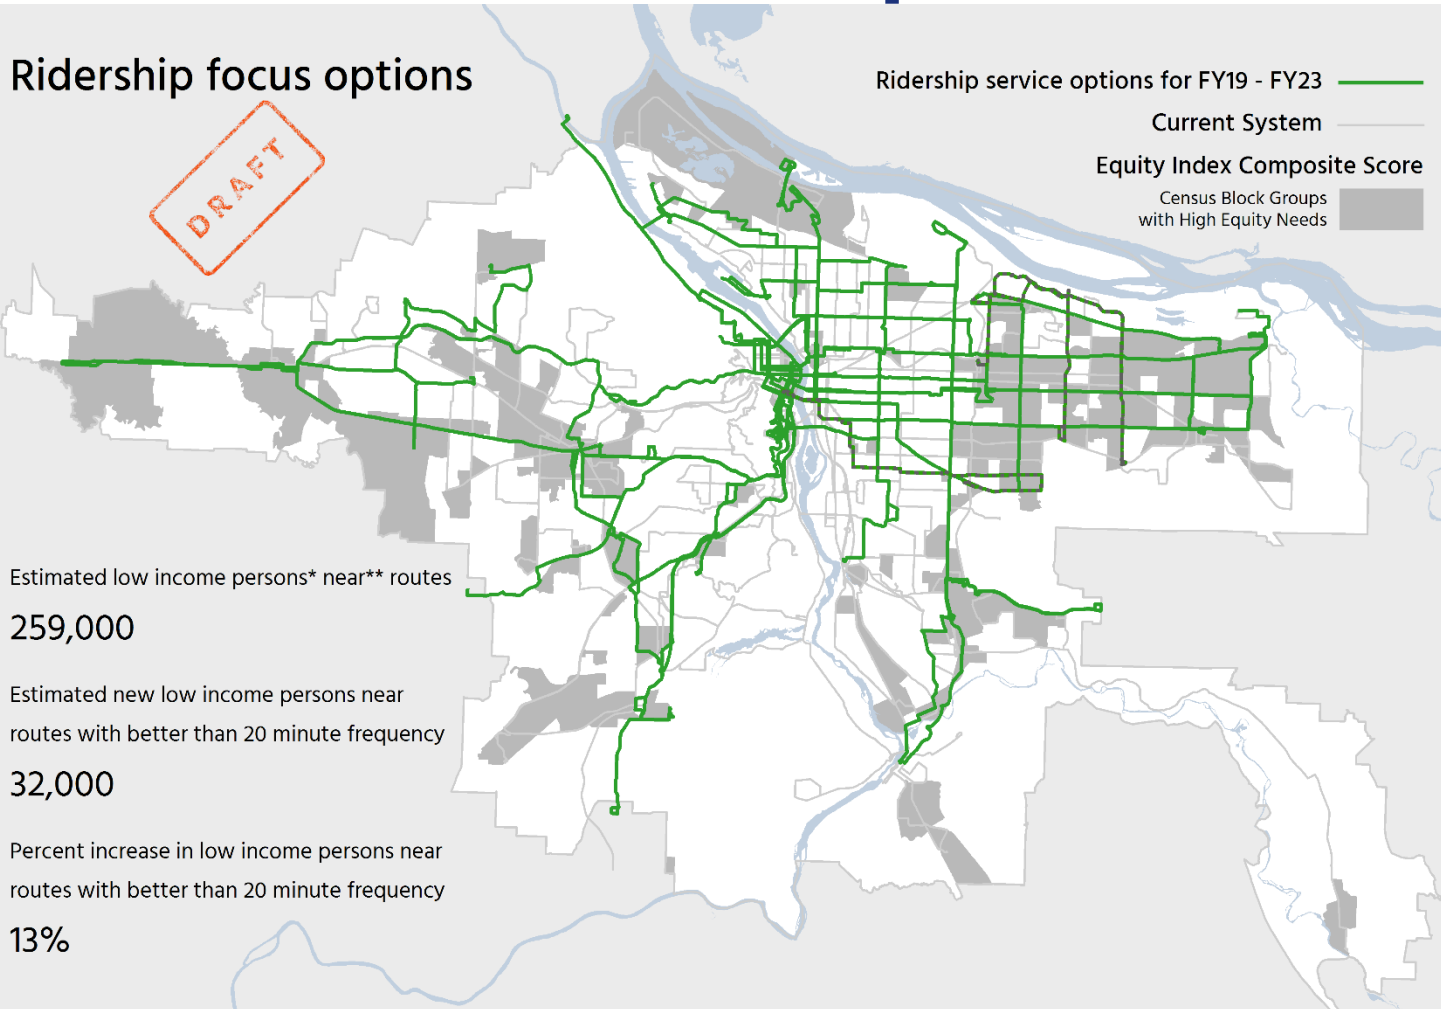 Ridership focus options
DRAFT
Ridership service options for FY19 - FY23
Current System
Equity Index Composite Score
Census Block Groups
with High Equity Needs
Estimated low income persons* near** routes
259,000
Estimated new low income persons near
routes with better than 20 minute frequency
32,000
Percent increase in low income persons near
routes with better than 20 minute frequency
13%